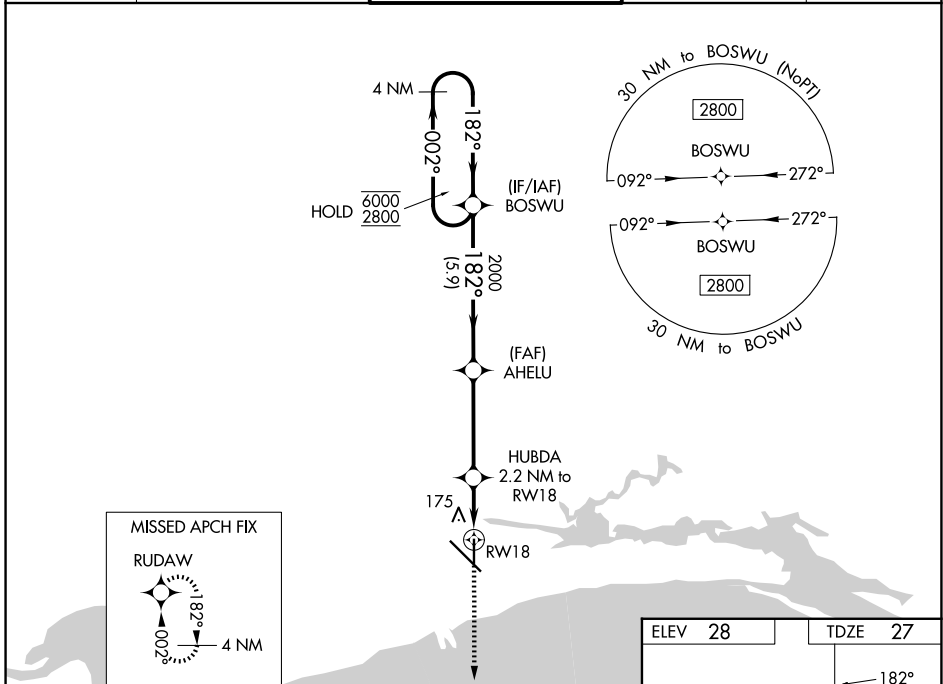 4 NM
182°
002°
HOLD
6000
2800
(IF/IAF)
BOSWU
2000
182°
(5.9)
(FAF)
AHELU
HUBDA
2.2 NM to
RW18
175
RW18
30 NM to BOSWU (NoPT)
2800
BOSWU
092°
272°
092°
272°
BOSWU
2800
30 NM to BOSWU
MISSED APCH FIX
RUDAW
182°
002°
4 NM
ELEV 28
TDZE 27
182°